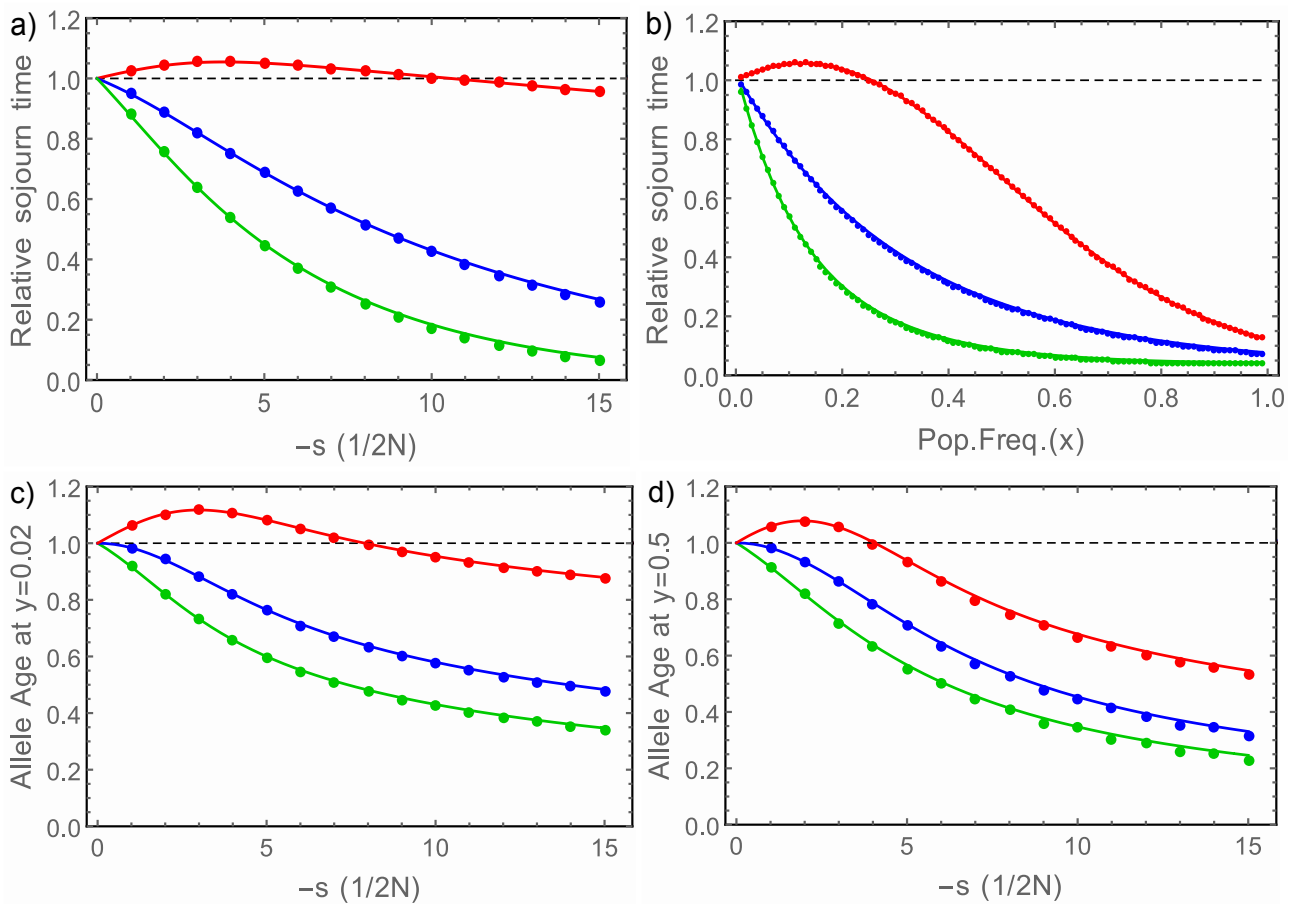 a)
Relative sojourn time
1.2
1.0
0.8
0.6
0.4
0.2
0.0
0 5 10 15
−s (1/2N)
b)
Relative sojourn time
1.2
1.0
0.8
0.6
0.4
0.2
0.0
0.0 0.2 0.4 0.6 0.8 1.0
Pop.Freq.(x)
c)
Allele Age at y=0.02
1.2
1.0
0.8
0.6
0.4
0.2
0.0
0 5 10 15
−s (1/2N)
d)
Allele Age at y=0.5
1.2
1.0
0.8
0.6
0.4
0.2
0.0
0 5 10 15
−s (1/2N)